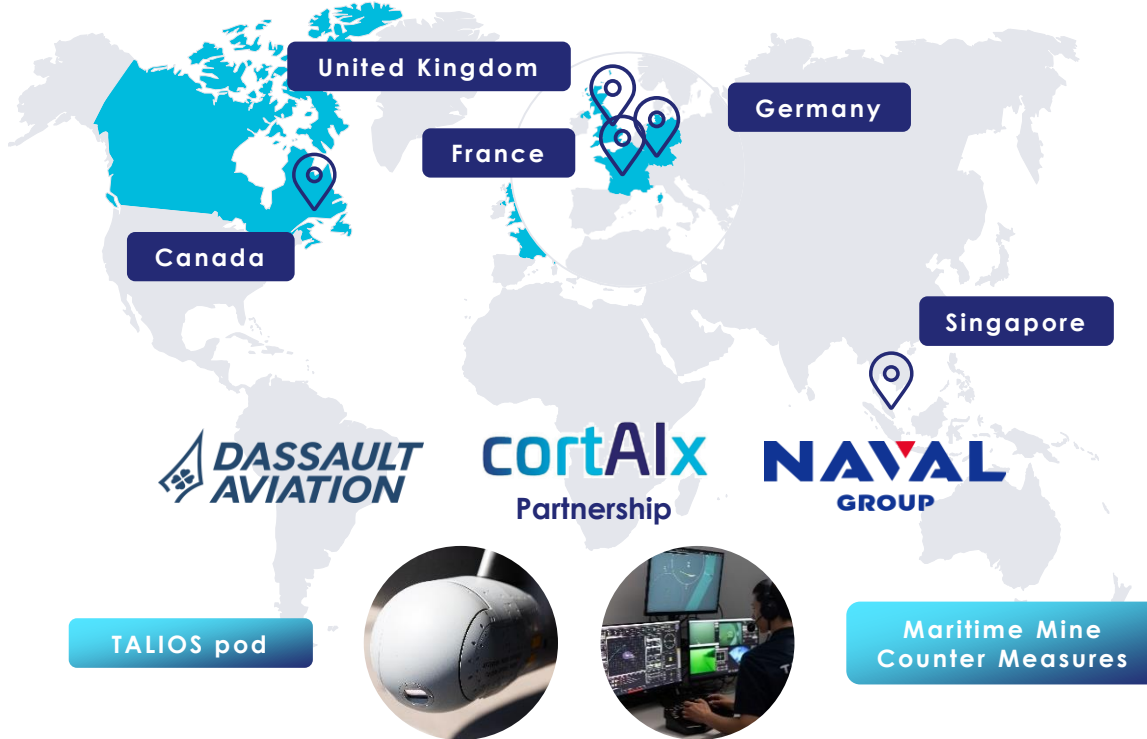 United Kingdom
Germany
France
Canada
Singapore
DASSAULT
AVIATION
cortAIx
Partnership
NAVAL
GROUP
TALIOS pod
Maritime Mine
Counter Measures